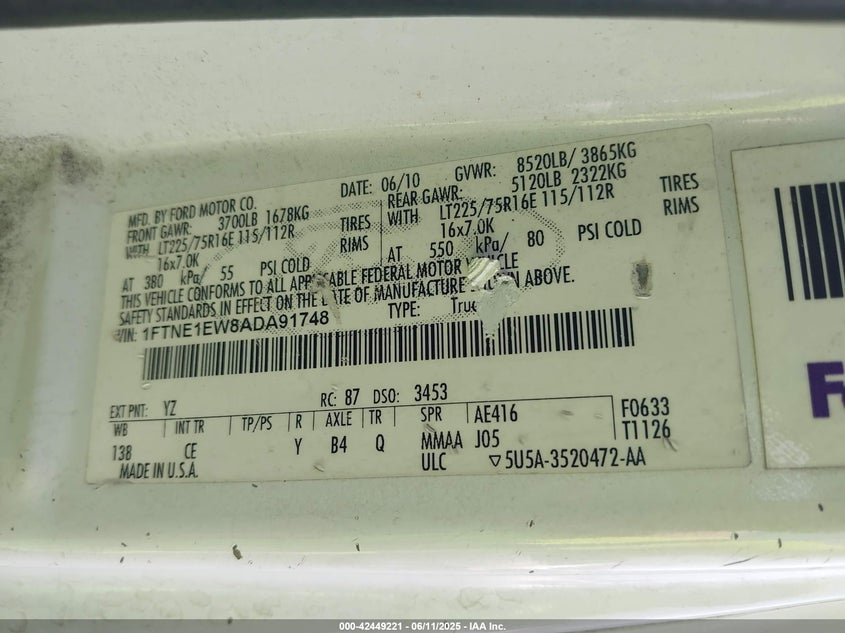 MFD. BY FORD MOTOR CO.
DATE: 06/10
GVWR: 8520LB/ 3865KG
FRONT GAWR: 3700LB 1678KG
REAR GAWR: 5120LB 2322KG
WITH LT225/75R16E 115/112R TIRES
WITH LT225/75R16E 115/112R TIRES
16x7.0K RIMS
16x7.0K RIMS
AT 380 kPa/ 55 PSI COLD
AT 550 kPa/ 80 PSI COLD
THIS VEHICLE CONFORMS TO ALL APPLICABLE FEDERAL MOTOR VEHICLE
SAFETY STANDARDS IN EFFECT ON THE DATE OF MANUFACTURE SHOWN ABOVE.
VIN: 1FTNE1EW8ADA91748
TYPE: Truc
EXT PNT: YZ RC: 87 DSO: 3453
WB INT TR TP/PS R AXLE TR SPR AE416 F0633
138 CE Y B4 Q MMAA J05 T1126
MADE IN U.S.A. ULC ▽5U5A-3520472-AA
000-42449221 - 06/11/2025 - IAA Inc.